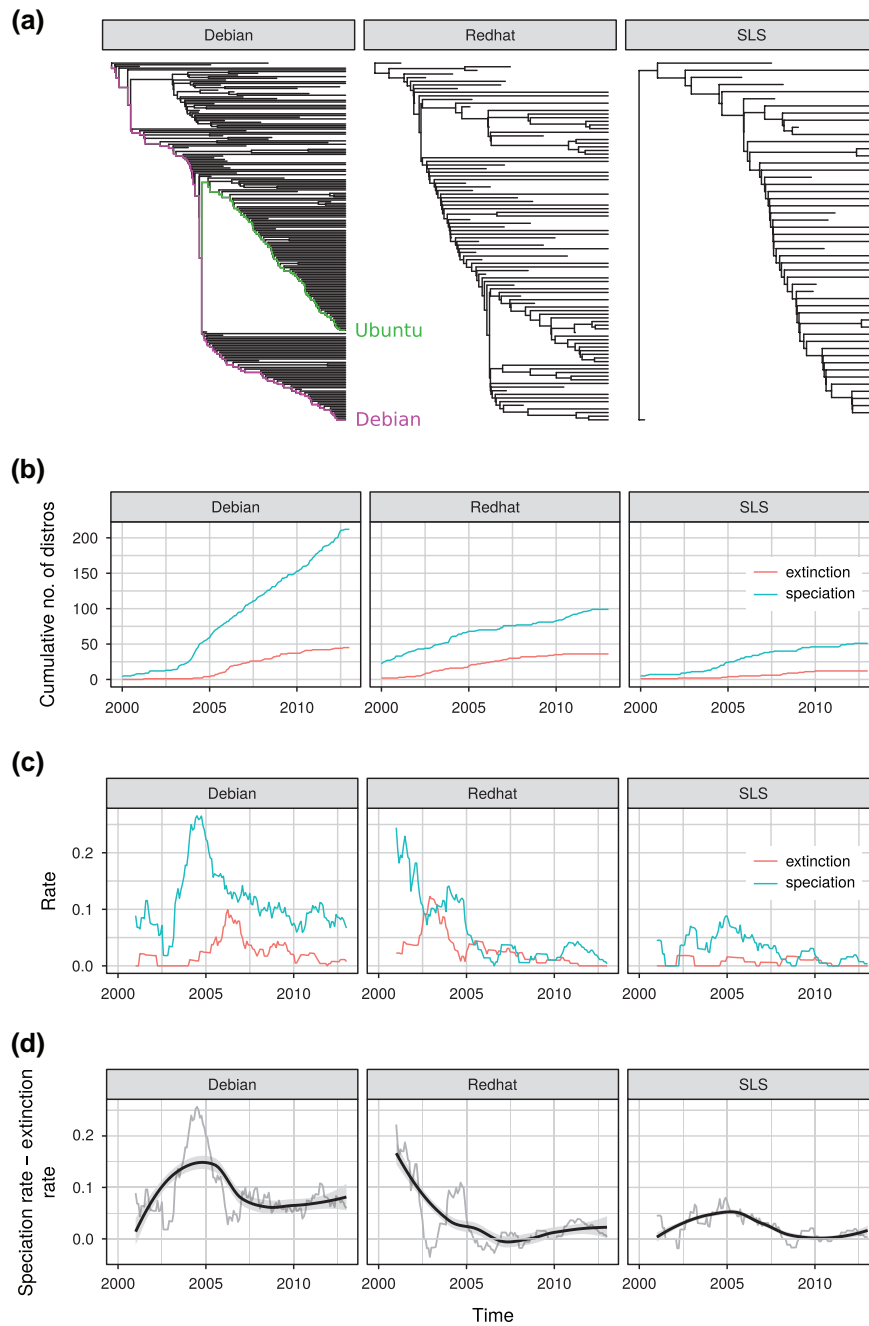 (a)
Debian Redhat SLS
Ubuntu
Debian
(b)
Debian Redhat SLS
Cumulative no. of distros
200
150
100
50
0
extinction
speciation
2000 2005 2010 2000 2005 2010 2000 2005 2010
(c)
Debian Redhat SLS
Rate
0.2
0.1
0.0
extinction
speciation
2000 2005 2010 2000 2005 2010 2000 2005 2010
(d)
Debian Redhat SLS
Speciation rate – extinction
rate
0.2
0.1
0.0
2000 2005 2010 2000 2005 2010 2000 2005 2010
Time